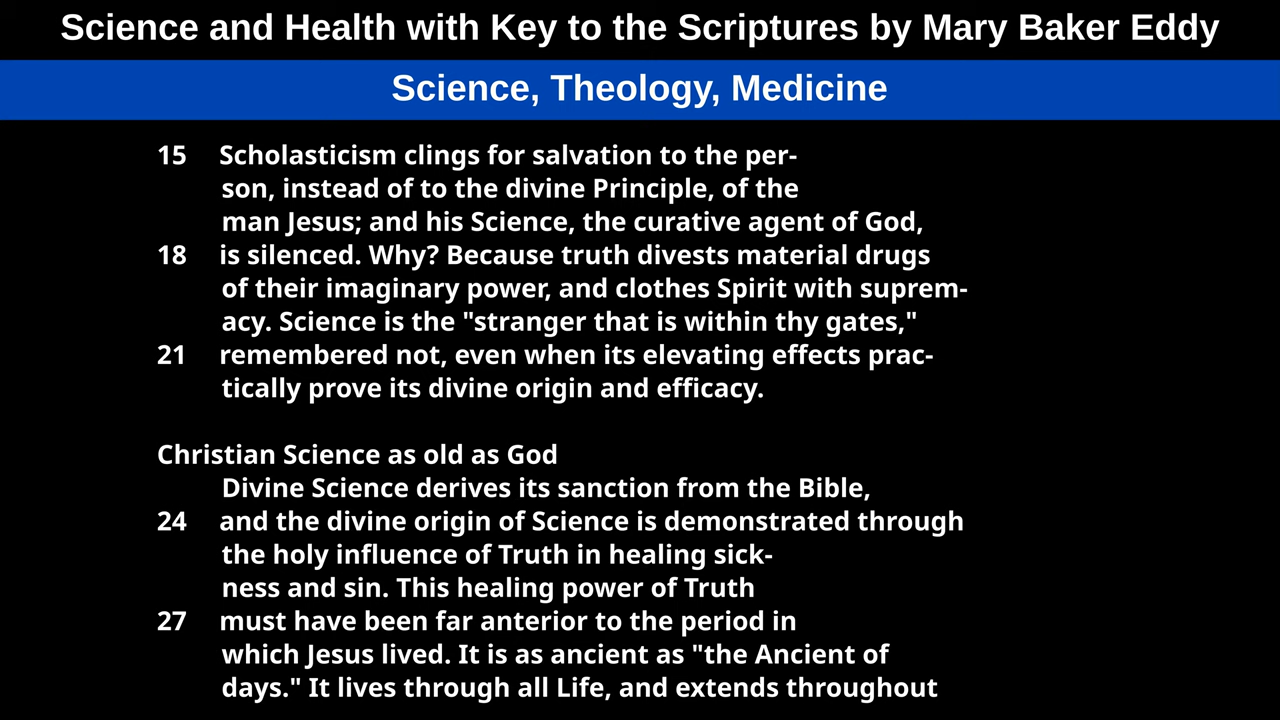 Science and Health with Key to the Scriptures by Mary Baker Eddy
Science, Theology, Medicine
15 Scholasticism clings for salvation to the per-
son, instead of to the divine Principle, of the
man Jesus; and his Science, the curative agent of God,
18 is silenced. Why? Because truth divests material drugs
of their imaginary power, and clothes Spirit with suprem-
acy. Science is the "stranger that is within thy gates,"
21 remembered not, even when its elevating effects prac-
tically prove its divine origin and efficacy.
Christian Science as old as God
Divine Science derives its sanction from the Bible,
24 and the divine origin of Science is demonstrated through
the holy influence of Truth in healing sick-
ness and sin. This healing power of Truth
27 must have been far anterior to the period in
which Jesus lived. It is as ancient as "the Ancient of
days." It lives through all Life, and extends throughout